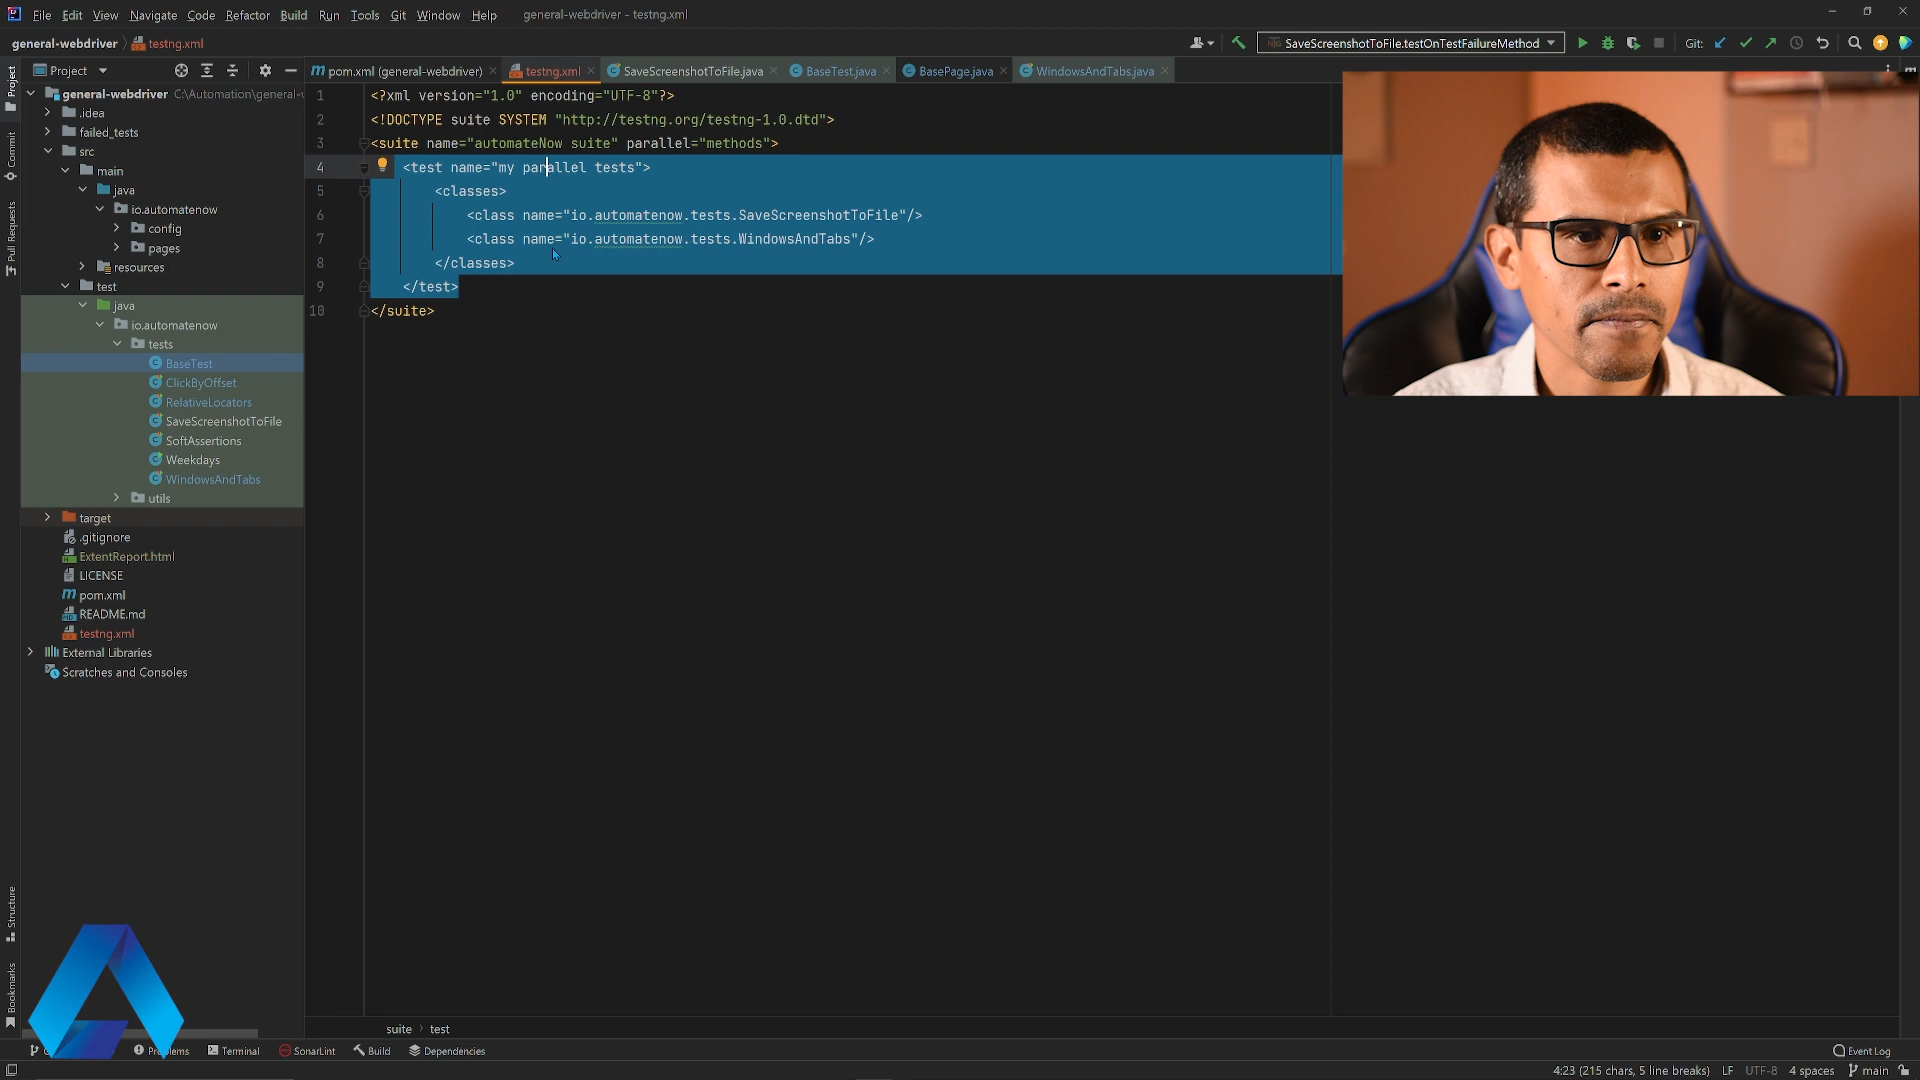 File Edit View Navigate Code Refactor Build Run Tools Git Window Help general-webdriver - testng.xml
general-webdriver testng.xml SaveScreenshotToFile.testOnTestFailureMethod Git:
Project
pom.xml (general-webdriver) testng.xml SaveScreenshotToFile.java BaseTest.java BasePage.java WindowsAndTabs.java
Project
Commit
Pull Requests
Structure
Bookmarks
general-webdriver C:\Automation\general-
.idea
failed_tests
src
main
java
io.automatenow
config
pages
resources
test
java
io.automatenow
tests
BaseTest
ClickByOffset
RelativeLocators
SaveScreenshotToFile
SoftAssertions
Weekdays
WindowsAndTabs
utils
target
.gitignore
ExtentReport.html
LICENSE
pom.xml
README.md
testng.xml
External Libraries
Scratches and Consoles
1 <?xml version="1.0" encoding="UTF-8"?>
2 <!DOCTYPE suite SYSTEM "http://testng.org/testng-1.0.dtd">
3 <suite name="automateNow suite" parallel="methods">
4 <test name="my parallel tests">
5 <classes>
6 <class name="io.automatenow.tests.SaveScreenshotToFile"/>
7 <class name="io.automatenow.tests.WindowsAndTabs"/>
8 </classes>
9 </test>
10 </suite>
suite › test
Terminal SonarLint Build Dependencies Event Log
4:23 (215 chars, 5 line breaks) LF UTF-8 4 spaces main